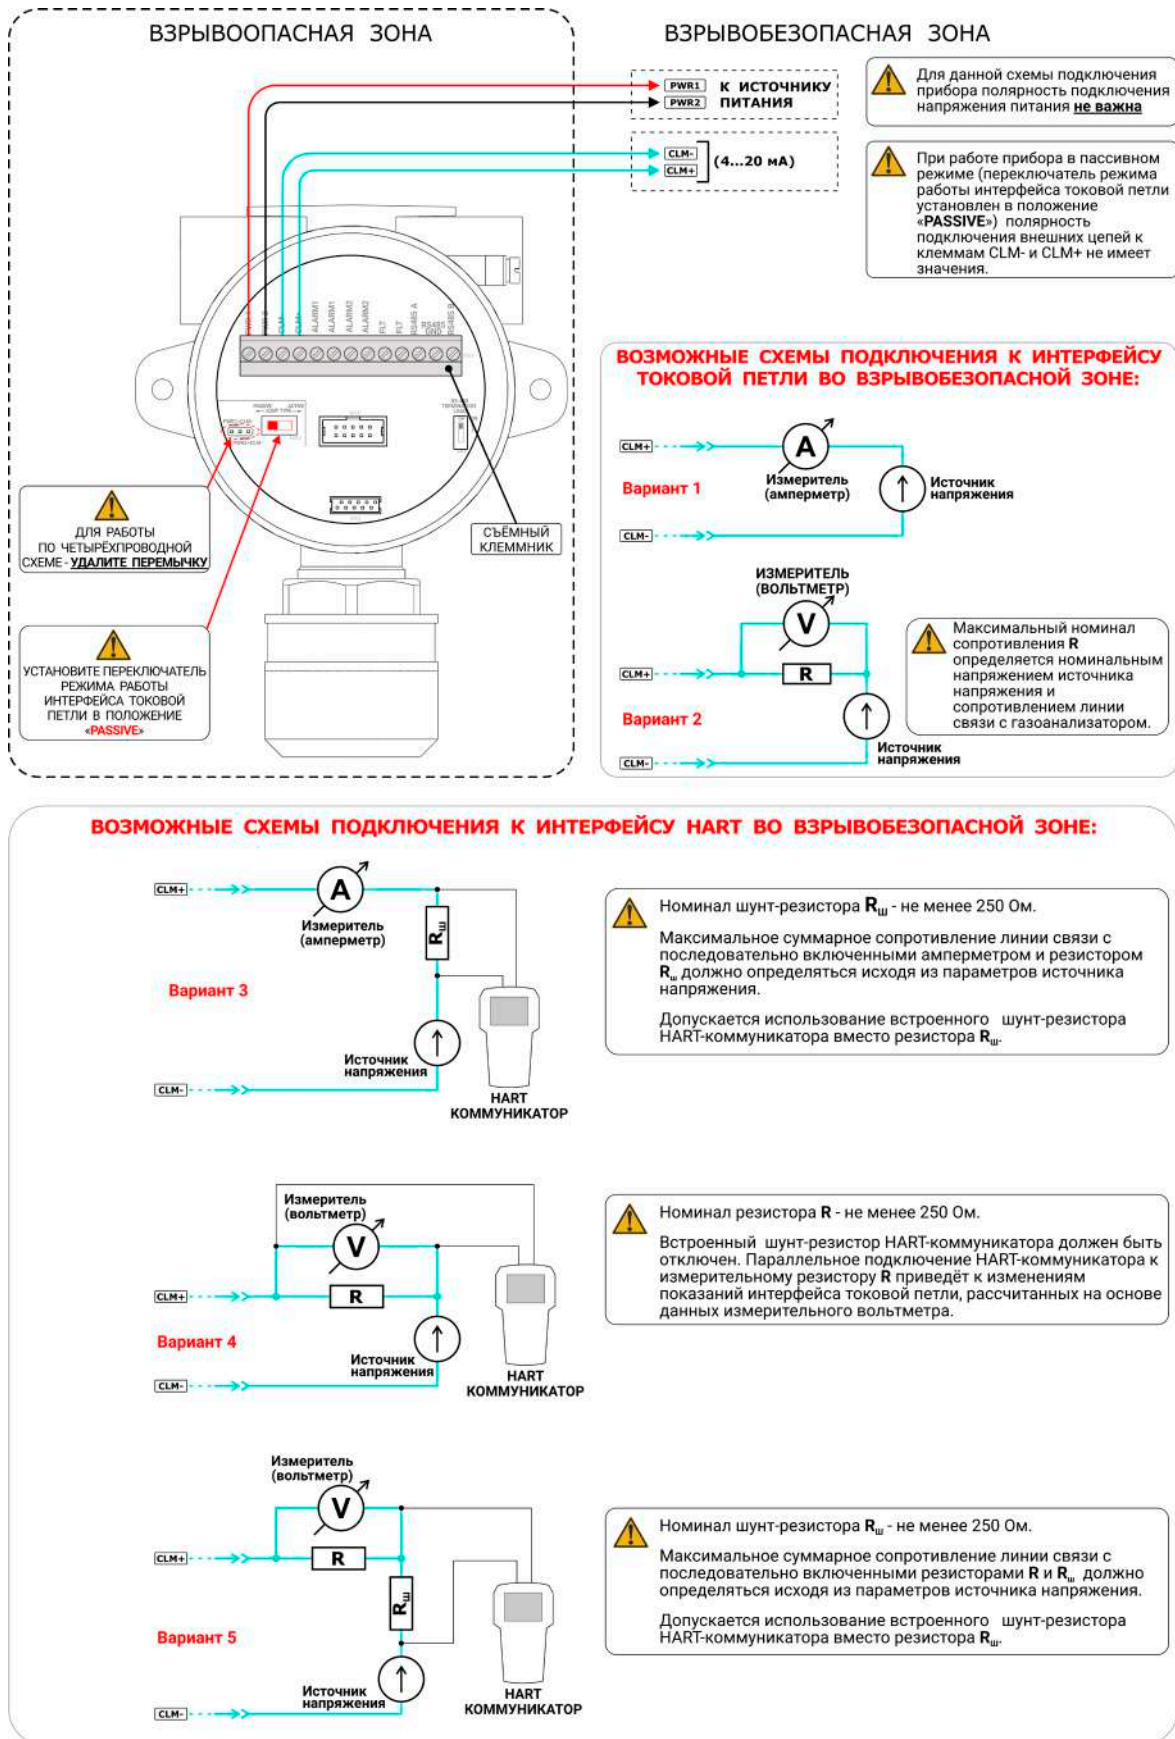 ВЗРЫВООПАСНАЯ ЗОНА
ВЗРЫВОБЕЗОПАСНАЯ ЗОНА
PWR1
К ИСТОЧНИКУ
PWR2
ПИТАНИЯ
CLM-
CLM+
(4...20 мА)
Для данной схемы подключения
прибора полярность подключения
напряжения питания не важна
При работе прибора в пассивном
режиме (переключатель режима
работы интерфейса токовой петли
установлен в положение
«PASSIVE») полярность
подключения внешних цепей к
клеммам CLM- и CLM+ не имеет
значения.
CLM-
CLM+
ALARM1
ALARM1
ALARM2
ALARM2
FLT
FLT
RS485 A
RS485 B
PASSIVE
ACTIVE
LOOP TYPE
ДЛЯ РАБОТЫ
ПО ЧЕТЫРЁХПРОВОДНОЙ
СХЕМЕ - УДАЛИТЕ ПЕРЕМЫЧКУ
СЪЁМНЫЙ
КЛЕММНИК
УСТАНОВИТЕ ПЕРЕКЛЮЧАТЕЛЬ
РЕЖИМА РАБОТЫ
ИНТЕРФЕЙСА ТОКОВОЙ
ПЕТЛИ В ПОЛОЖЕНИЕ
«PASSIVE»
ВОЗМОЖНЫЕ СХЕМЫ ПОДКЛЮЧЕНИЯ К ИНТЕРФЕЙСУ
ТОКОВОЙ ПЕТЛИ ВО ВЗРЫВОБЕЗОПАСНОЙ ЗОНЕ:
CLM+
A
Измеритель
(амперметр)
Источник
напряжения
Вариант 1
CLM-
ИЗМЕРИТЕЛЬ
(ВОЛЬТМЕТР)
V
CLM+
R
Вариант 2
Источник
напряжения
CLM-
Максимальный номинал
сопротивления R
определяется номинальным
напряжением источника
напряжения и
сопротивлением линии
связи с газоанализатором.
ВОЗМОЖНЫЕ СХЕМЫ ПОДКЛЮЧЕНИЯ К ИНТЕРФЕЙСУ HART ВО ВЗРЫВОБЕЗОПАСНОЙ ЗОНЕ:
CLM+
A
Измеритель
(амперметр)
Rш
Вариант 3
Источник
напряжения
CLM-
HART
КОММУНИКАТОР
Номинал шунт-резистора Rш - не менее 250 Ом.
Максимальное суммарное сопротивление линии связи с
последовательно включенными амперметром и резистором
Rш должно определяться исходя из параметров источника
напряжения.
Допускается использование встроенного шунт-резистора
HART-коммуникатора вместо резистора Rш.
Измеритель
(вольтметр)
V
CLM+
R
Вариант 4
Источник
напряжения
CLM-
HART
КОММУНИКАТОР
Номинал резистора R - не менее 250 Ом.
Встроенный шунт-резистор HART-коммуникатора должен быть
отключен. Параллельное подключение HART-коммуникатора к
измерительному резистору R приведёт к изменениям
показаний интерфейса токовой петли, рассчитанных на основе
данных измерительного вольтметра.
Измеритель
(вольтметр)
V
CLM+
R
Rш
Вариант 5
Источник
напряжения
CLM-
HART
КОММУНИКАТОР
Номинал шунт-резистора Rш - не менее 250 Ом.
Максимальное суммарное сопротивление линии связи с
последовательно включенными резисторами R и Rш должно
определяться исходя из параметров источника напряжения.
Допускается использование встроенного шунт-резистора
HART-коммуникатора вместо резистора Rш.